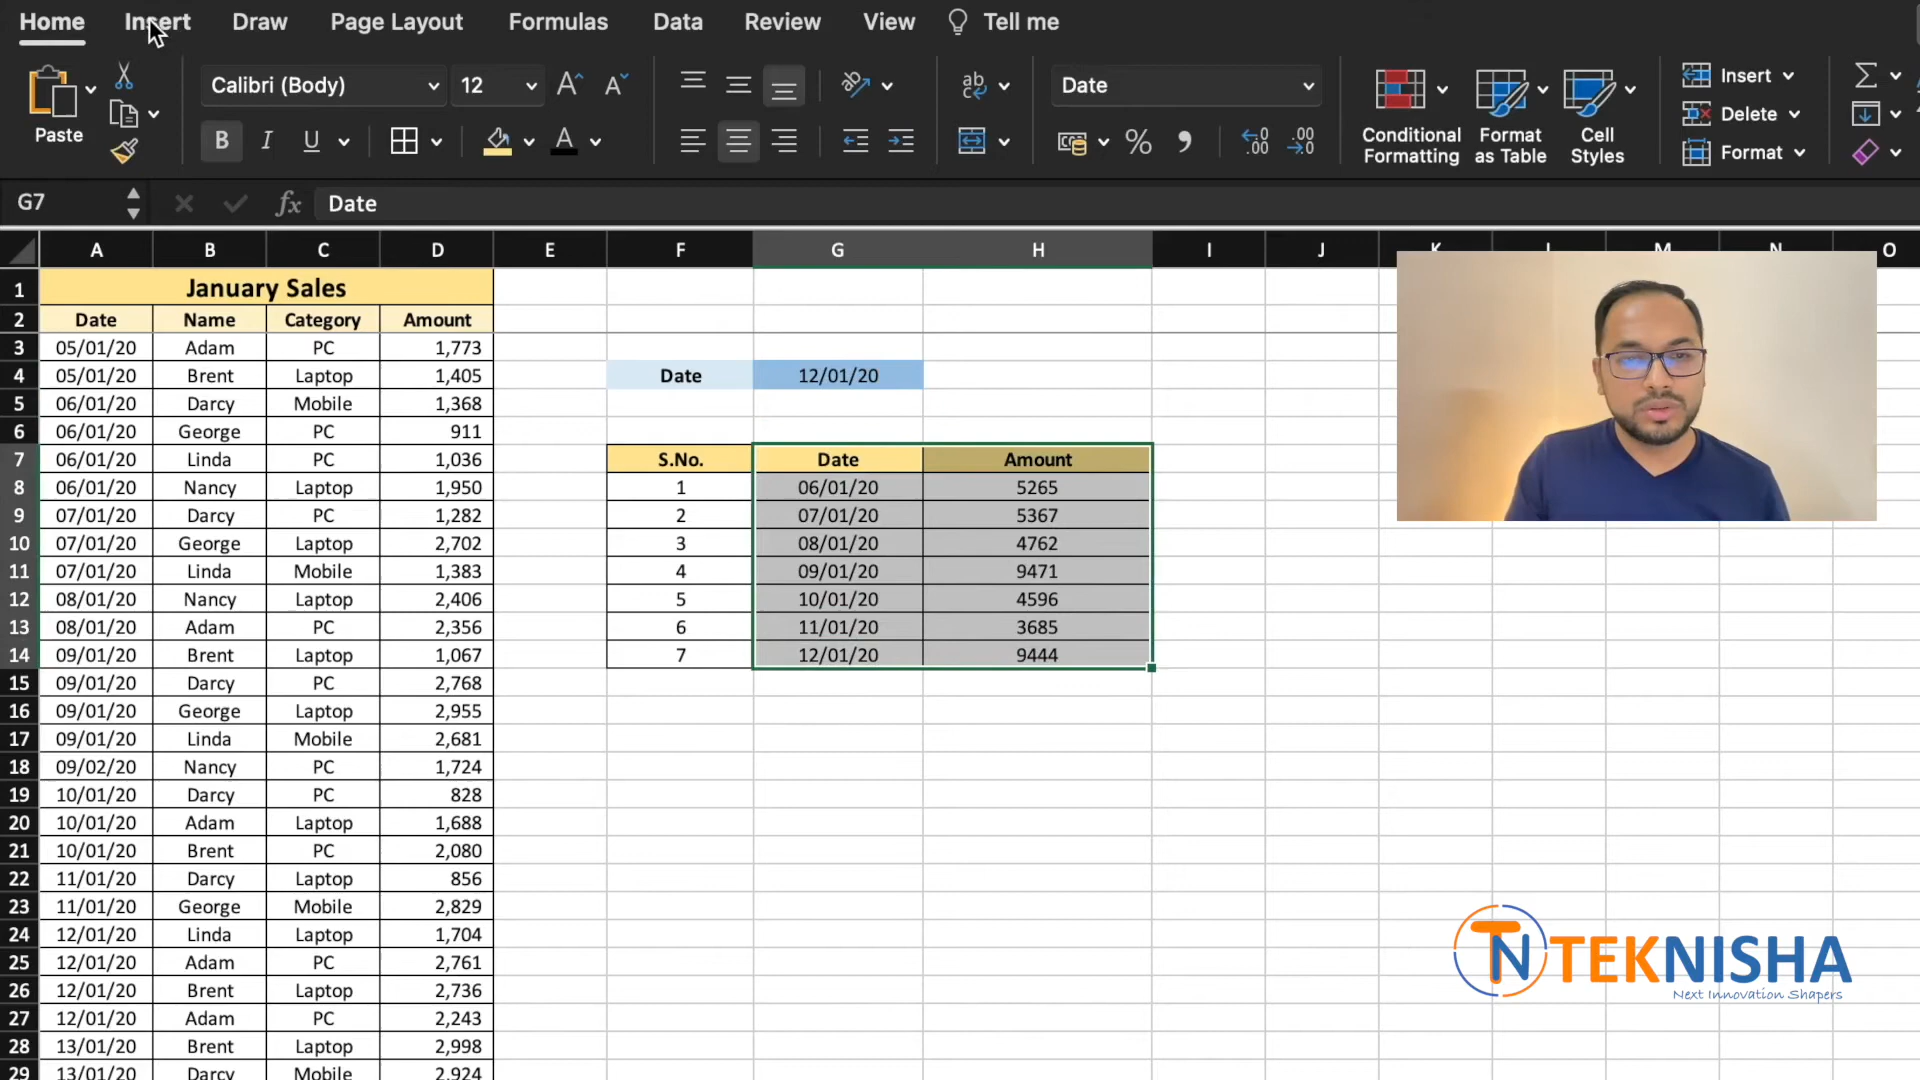 Home Insert Draw Page Layout Formulas Data Review View Tell me
Paste
Calibri (Body) 12
Date
Conditional Formatting
Format as Table
Cell Styles
Insert
Delete
Format
G7 fx Date
A B C D E F G H I J K L M N O
1 January Sales
2 Date Name Category Amount
3 05/01/20 Adam PC 1,773
4 05/01/20 Brent Laptop 1,405 Date 12/01/20
5 06/01/20 Darcy Mobile 1,368
6 06/01/20 George PC 911
7 06/01/20 Linda PC 1,036 S.No. Date Amount
8 06/01/20 Nancy Laptop 1,950 1 06/01/20 5265
9 07/01/20 Darcy PC 1,282 2 07/01/20 5367
10 07/01/20 George Laptop 2,702 3 08/01/20 4762
11 07/01/20 Linda Mobile 1,383 4 09/01/20 9471
12 08/01/20 Nancy Laptop 2,406 5 10/01/20 4596
13 08/01/20 Adam PC 2,356 6 11/01/20 3685
14 09/01/20 Brent Laptop 1,067 7 12/01/20 9444
15 09/01/20 Darcy PC 2,768
16 09/01/20 George Laptop 2,955
17 09/01/20 Linda Mobile 2,681
18 09/02/20 Nancy PC 1,724
19 10/01/20 Darcy PC 828
20 10/01/20 Adam Laptop 1,688
21 10/01/20 Brent PC 2,080
22 11/01/20 Darcy Laptop 856
23 11/01/20 George Mobile 2,829
24 12/01/20 Linda Laptop 1,704
25 12/01/20 Adam PC 2,761
26 12/01/20 Brent Laptop 2,736
27 12/01/20 Adam PC 2,243
28 13/01/20 Brent Laptop 2,998
29 13/01/20 Darcy Mobile 2,924
TN TEKNISHA
Next Innovation Shapers